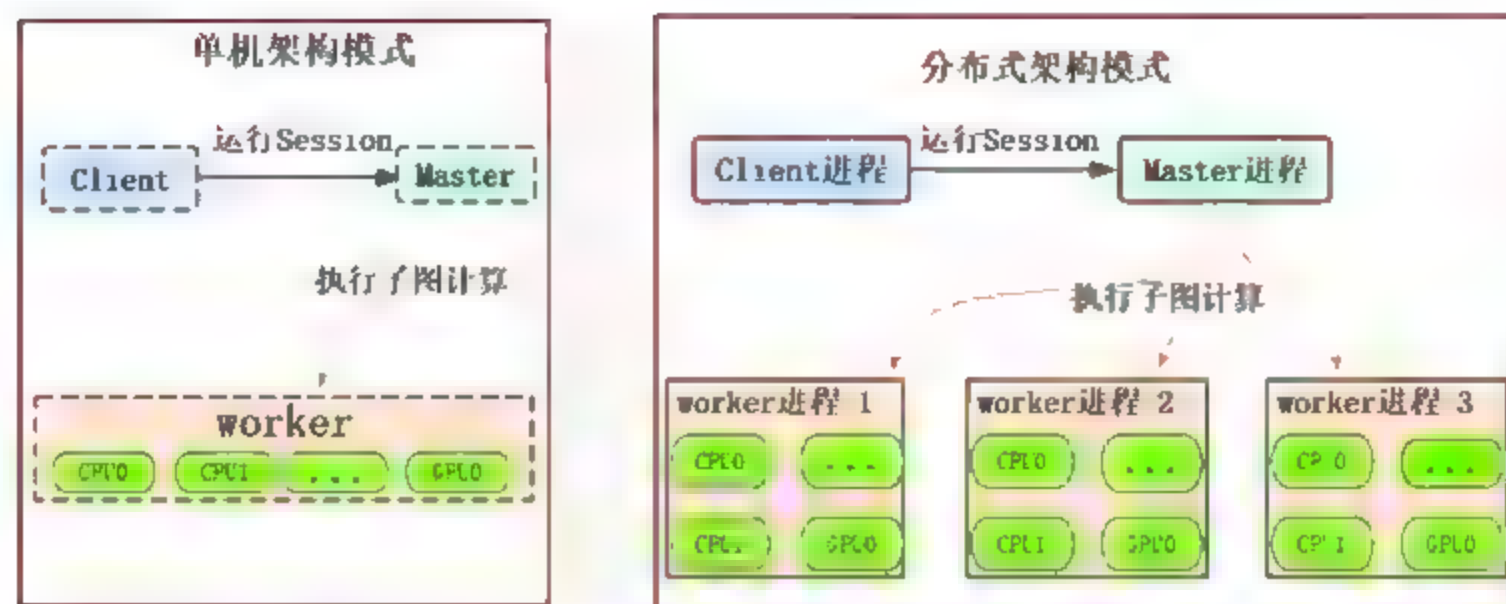 单机架构模式
运行Session
Client
Master
执行子图计算
worker
CPU0
CPU1
...
GPU0
分布式架构模式
运行Session
Client进程
Master进程
执行子图计算
worker进程 1
CPU0
...
CPU1
GPU0
worker进程 2
CPU0
...
CPU1
GPU0
worker进程 3
CPU0
...
CPU1
GPU0